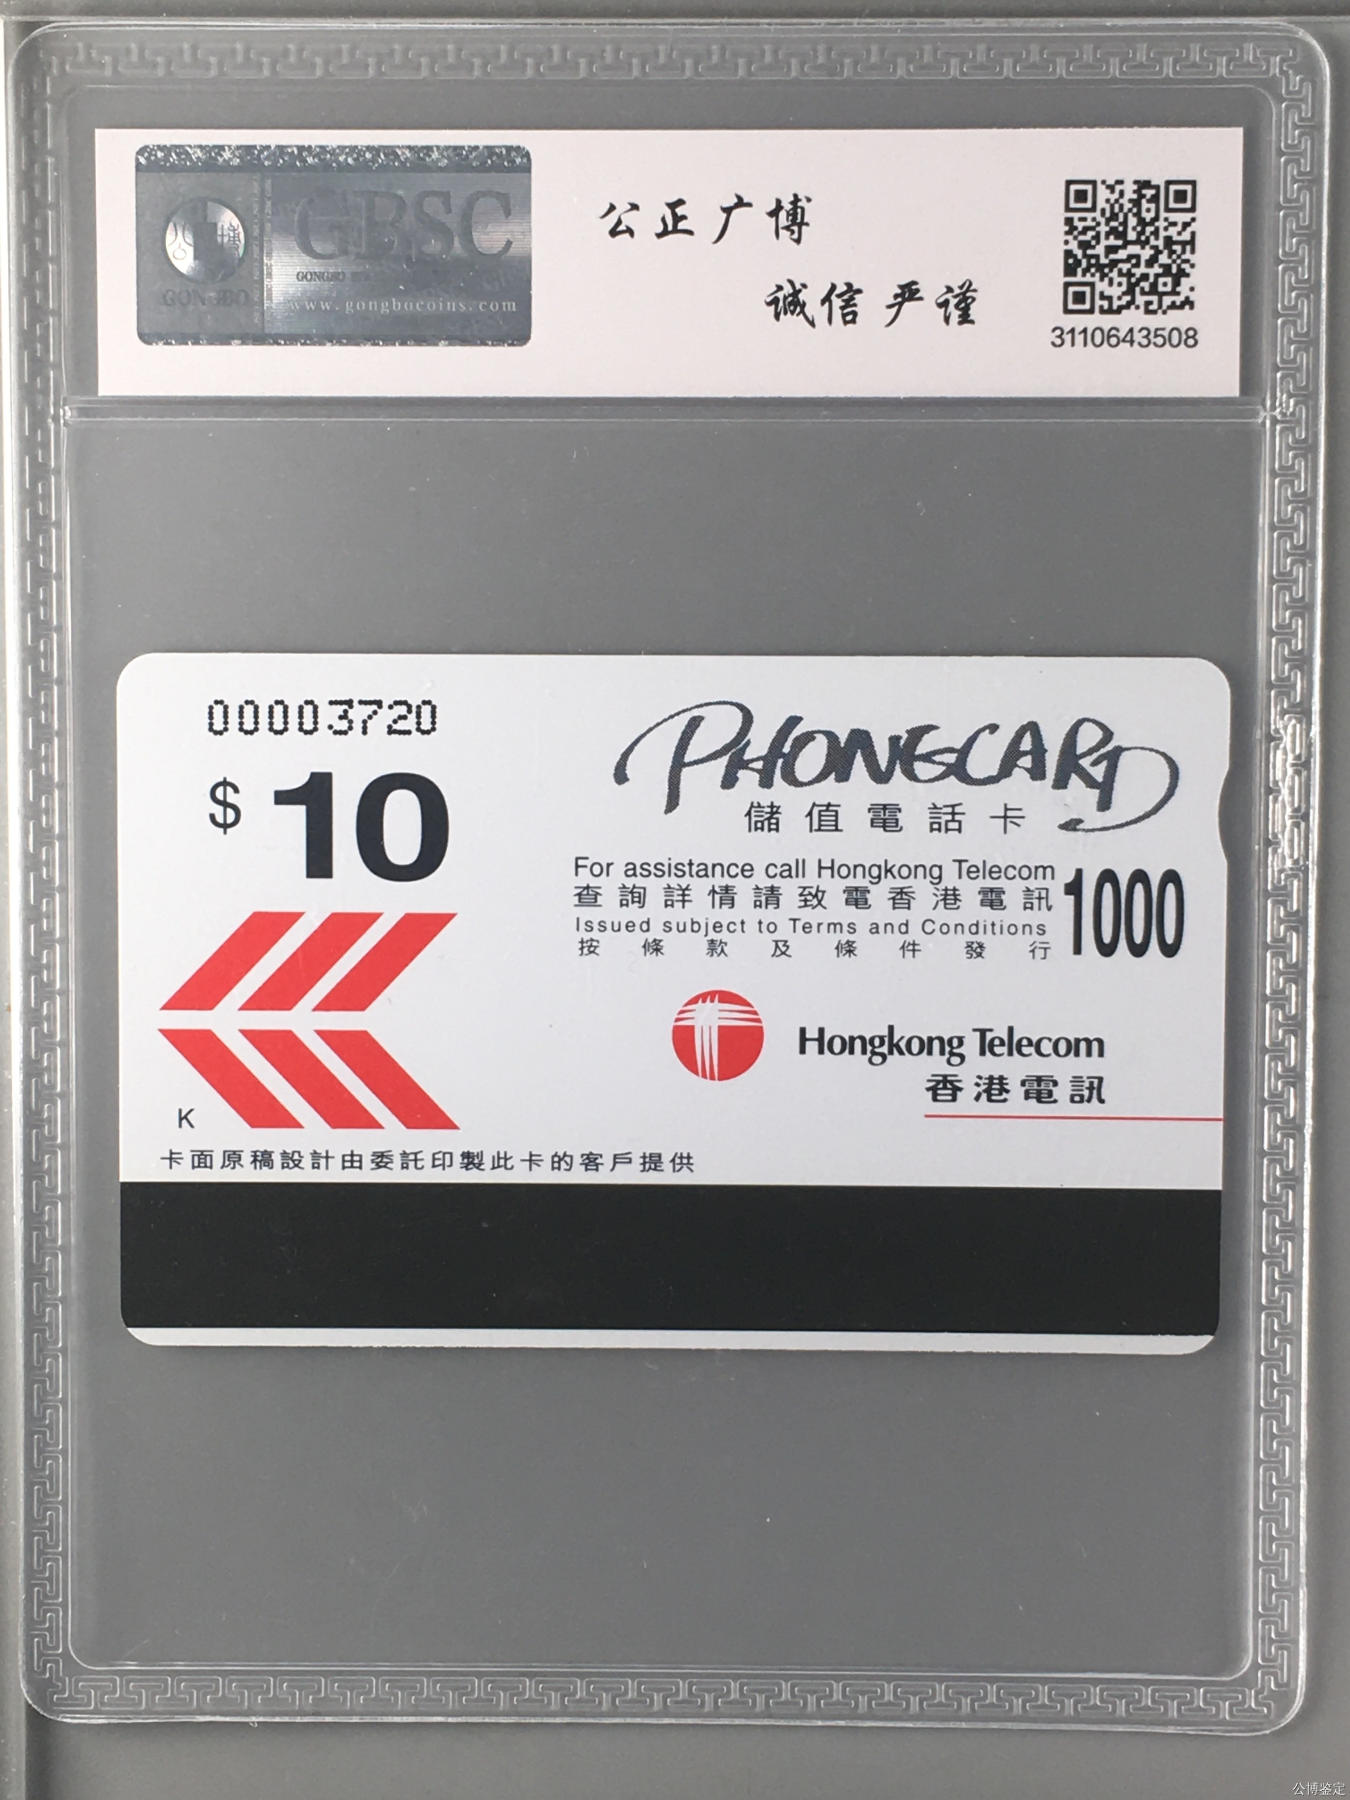 GBSC
www.gongbocoins.com
GONGBO
公正广博
诚信严谨
3110643508
00003720
$10
PHONECARD
儲值電話卡
For assistance call Hongkong Telecom
查詢詳情請致電香港電訊
1000
Issued subject to Terms and Conditions
按條款及條件發行
Hongkong Telecom
香港電訊
K
卡面原稿設計由委託印製此卡的客戶提供
公博鉴定